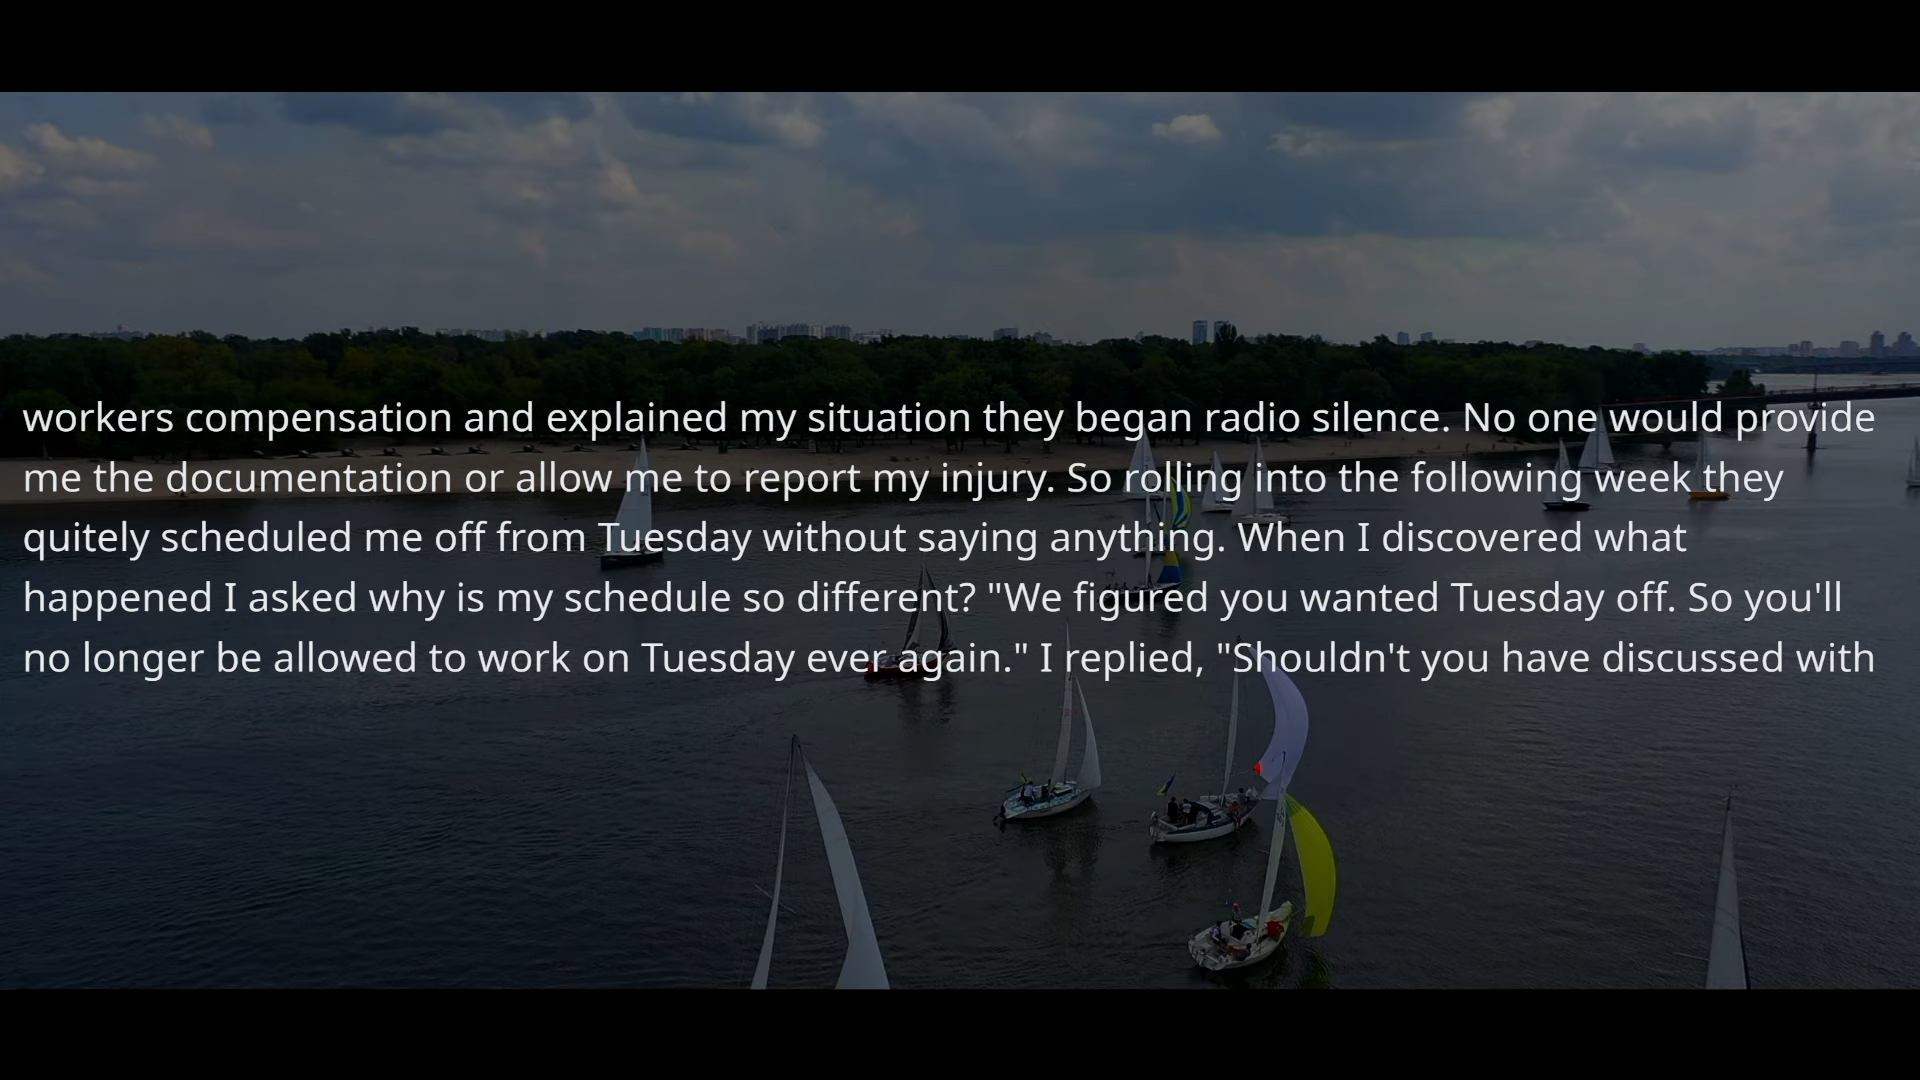 workers compensation and explained my situation they began radio silence. No one would provide
me the documentation or allow me to report my injury. So rolling into the following week they
quitely scheduled me off from Tuesday without saying anything. When I discovered what
happened I asked why is my schedule so different? "We figured you wanted Tuesday off. So you'll
no longer be allowed to work on Tuesday ever again." I replied, "Shouldn't you have discussed with